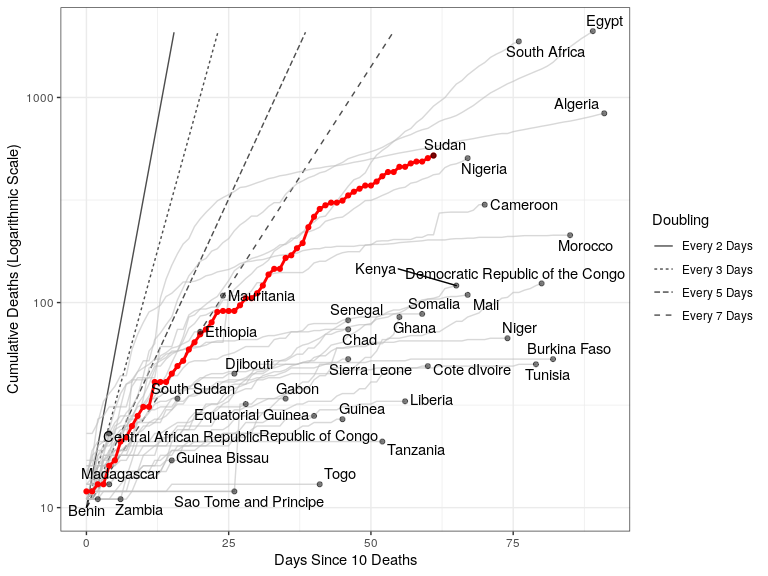 Egypt
South Africa
Algeria
1000
Sudan
Nigeria
Cameroon
Morocco
Kenya
Democratic Republic of the Congo
Mauritania
100
Senegal
Somalia
Mali
Ethiopia
Chad
Ghana
Niger
Djibouti
Burkina Faso
Sierra Leone
Cote dIvoire
Tunisia
South Sudan
Gabon
Liberia
Equatorial Guinea
Guinea
Central African Republic
Republic of Congo
Tanzania
Guinea Bissau
Madagascar
Togo
Sao Tome and Principe
10
Benin
Zambia
0
25
50
75
Days Since 10 Deaths
Cumulative Deaths (Logarithmic Scale)
Doubling
Every 2 Days
Every 3 Days
Every 5 Days
Every 7 Days